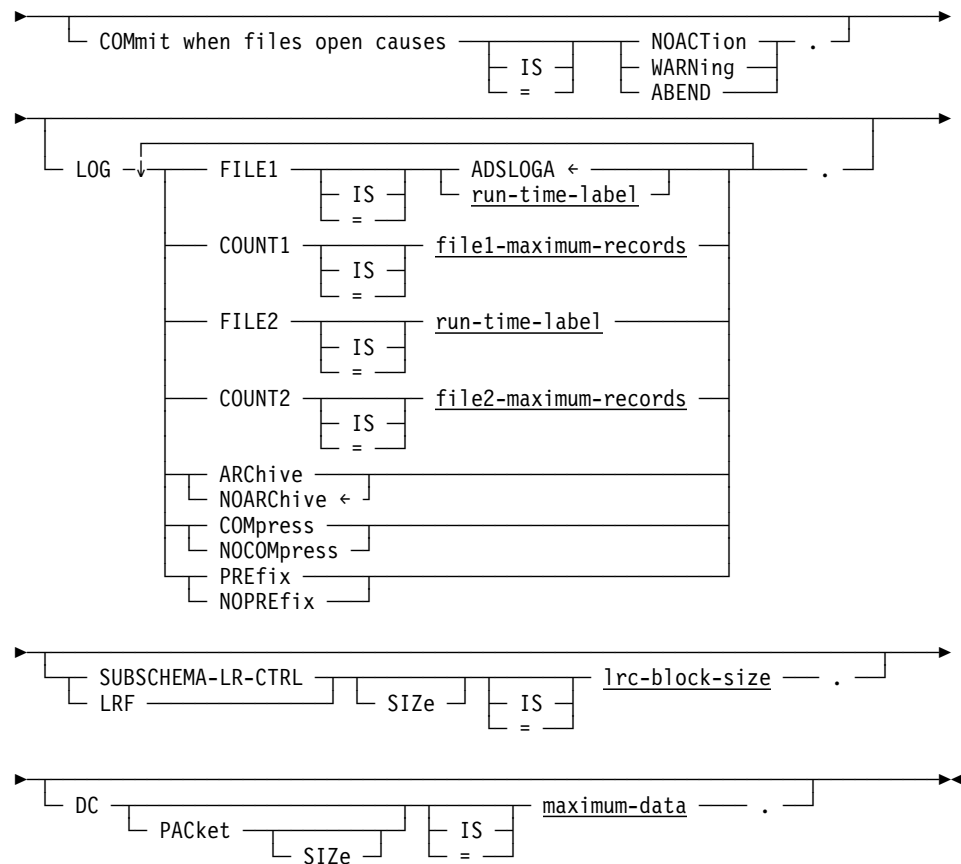 COMmit when files open causes NOACTion .
IS WARNing
= ABEND
LOG FILE1 ADSLOGA ← .
IS run-time-label
=
COUNT1 file1-maximum-records
IS
=
FILE2 run-time-label
IS
=
COUNT2 file2-maximum-records
IS
=
ARChive
NOARChive ←
COMpress
NOCOMpress
PREfix
NOPREfix
SUBSCHEMA-LR-CTRL lrc-block-size .
LRF SIZe IS
=
DC maximum-data .
PACket IS
SIZe =